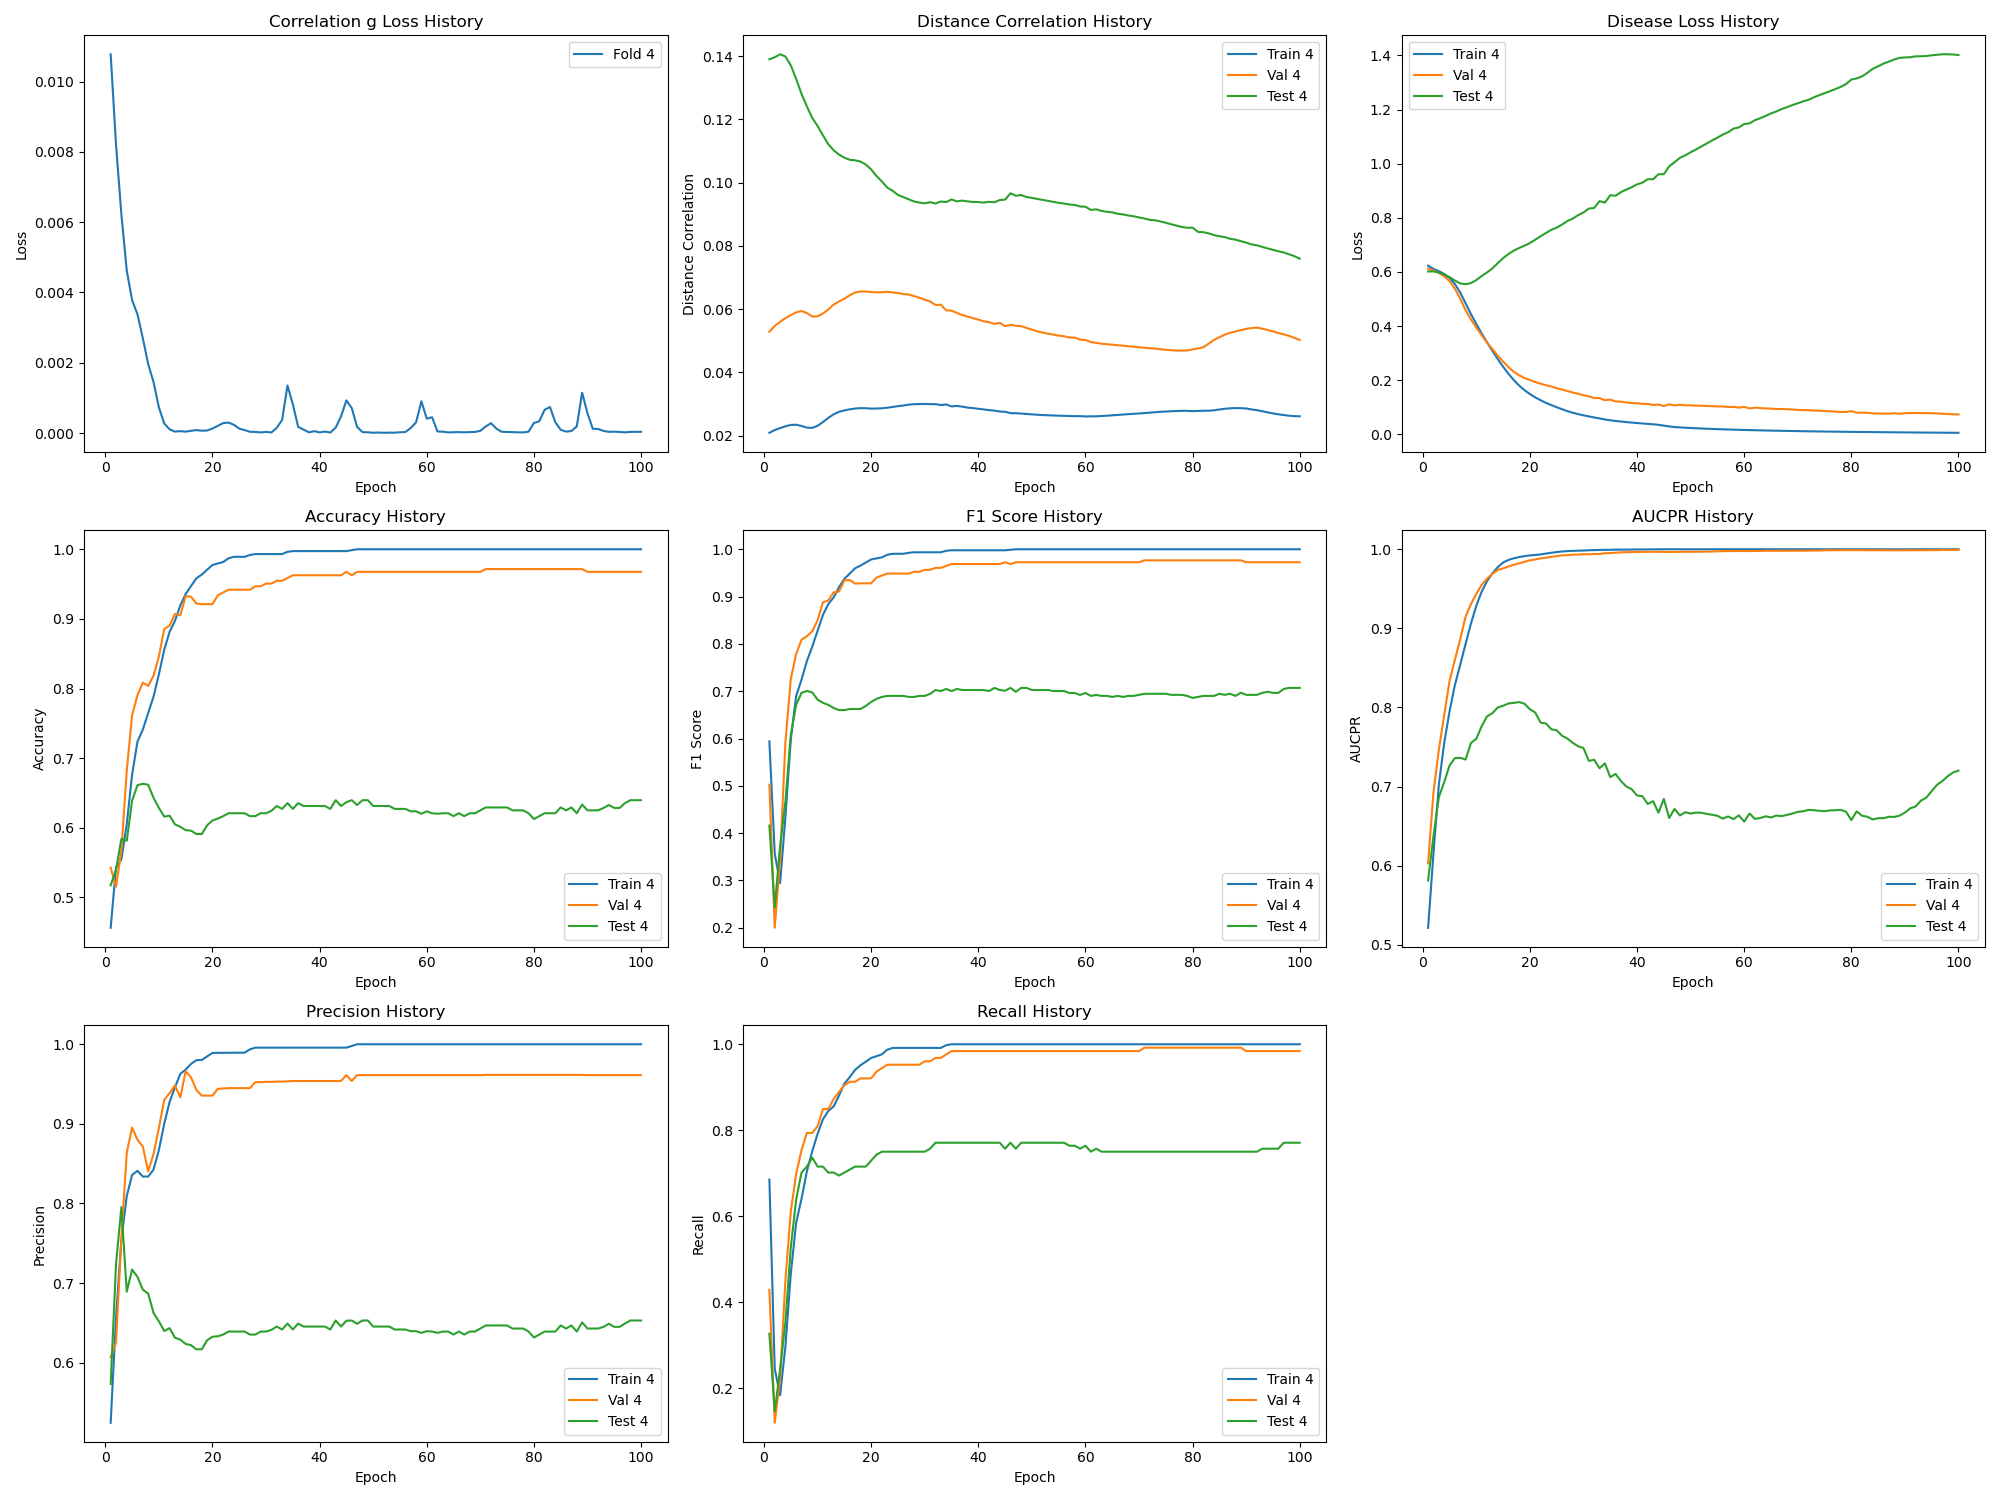 Correlation g Loss History
Loss
0.010
0.008
0.006
0.004
0.002
0.000
0 20 40 60 80 100
Epoch
Fold 4
Distance Correlation History
Distance Correlation
0.14
0.12
0.10
0.08
0.06
0.04
0.02
0 20 40 60 80 100
Epoch
Train 4
Val 4
Test 4
Disease Loss History
Loss
1.4
1.2
1.0
0.8
0.6
0.4
0.2
0.0
0 20 40 60 80 100
Epoch
Train 4
Val 4
Test 4
Accuracy History
Accuracy
1.0
0.9
0.8
0.7
0.6
0.5
0 20 40 60 80 100
Epoch
Train 4
Val 4
Test 4
F1 Score History
F1 Score
1.0
0.9
0.8
0.7
0.6
0.5
0.4
0.3
0.2
0 20 40 60 80 100
Epoch
Train 4
Val 4
Test 4
AUCPR History
AUCPR
1.0
0.9
0.8
0.7
0.6
0.5
0 20 40 60 80 100
Epoch
Train 4
Val 4
Test 4
Precision History
Precision
1.0
0.9
0.8
0.7
0.6
0 20 40 60 80 100
Epoch
Train 4
Val 4
Test 4
Recall History
Recall
1.0
0.8
0.6
0.4
0.2
0 20 40 60 80 100
Epoch
Train 4
Val 4
Test 4